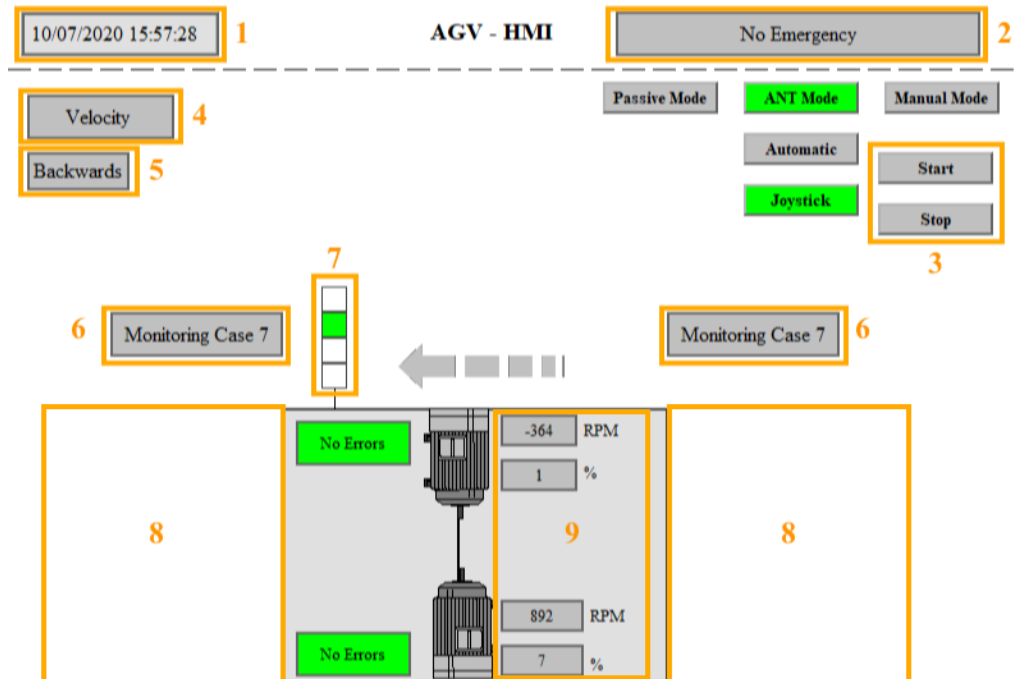 10/07/2020 15:57:28 1 AGV - HMI No Emergency 2
Passive Mode ANT Mode Manual Mode
Velocity 4
Automatic
Backwards 5
Start
Joystick
Stop
7
3
6 Monitoring Case 7
Monitoring Case 7 6
No Errors
-364 RPM
1 %
8 9 8
892 RPM
No Errors
7 %